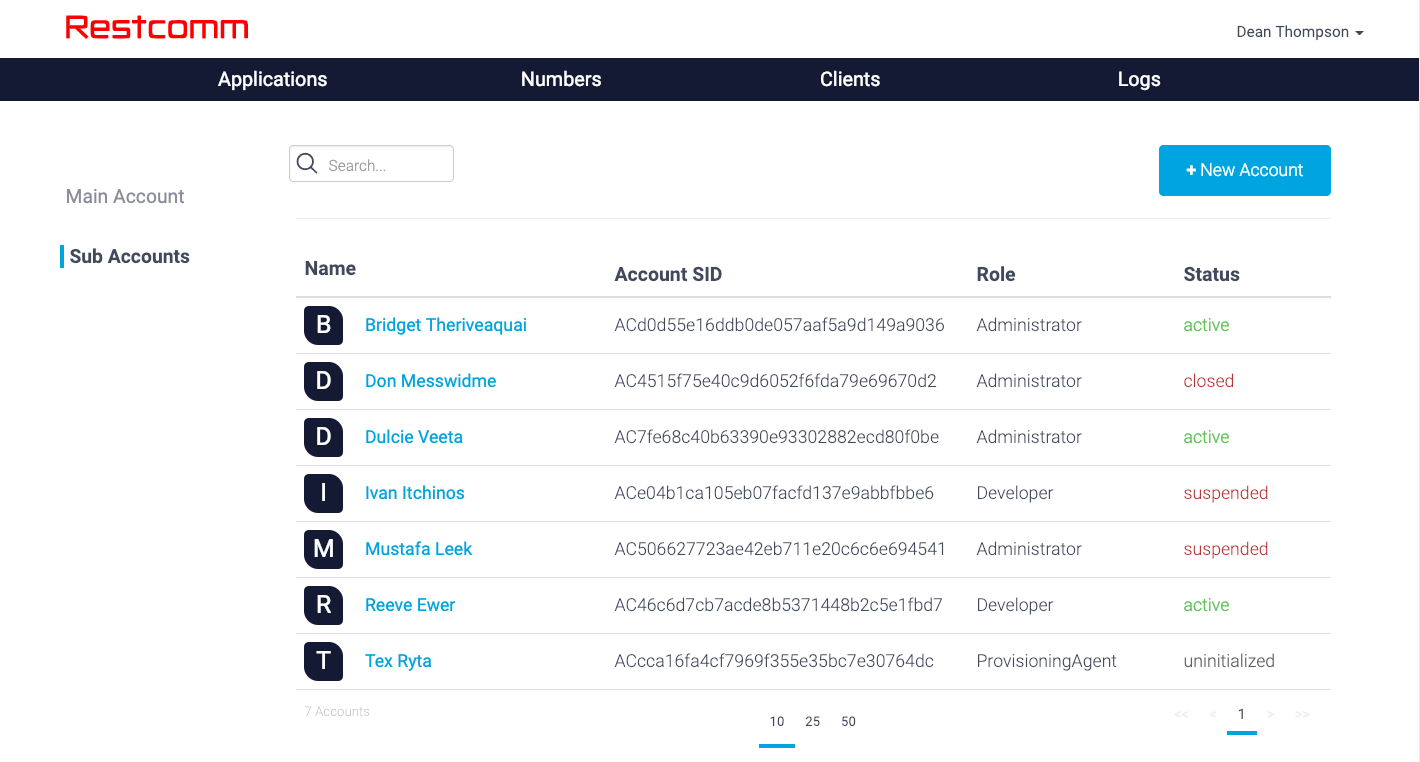 Restcomm
Dean Thompson
Applications Numbers Clients Logs
Search...
+ New Account
Main Account
Sub Accounts
Name Account SID Role Status
B Bridget Theriveaquai ACd0d55e16ddb0de057aaf5a9d149a9036 Administrator active
D Don Messwidme AC4515f75e40c9d6052f6fda79e69670d2 Administrator closed
D Dulcie Veeta AC7fe68c40b63390e93302882ecd80f0be Administrator active
I Ivan Itchinos ACe04b1ca105eb07facfd137e9abbfbbe6 Developer suspended
M Mustafa Leek AC506627723ae42eb711e20c6c6e694541 Administrator suspended
R Reeve Ewer AC46c6d7cb7acde8b5371448b2c5e1fbd7 Developer active
T Tex Ryta ACcca16fa4cf7969f355e35bc7e30764dc ProvisioningAgent uninitialized
7 Accounts 10 25 50 << < 1 > >>